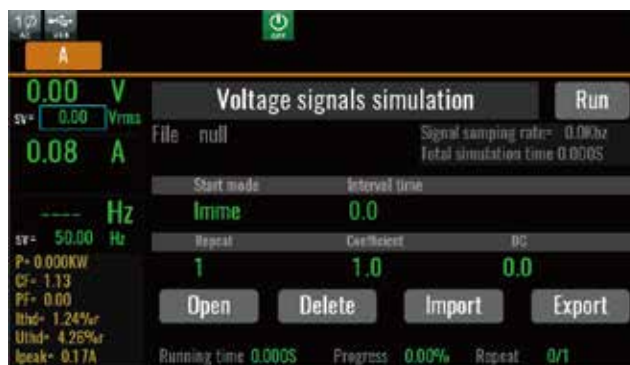 1Ø
AC
USB
OFF
A
0.00 V
SV= 0.00 Vrms
0.08 A
---- Hz
SV= 50.00 Hz
P= 0.000KW
CF= 1.13
PF= 0.00
Ithd= 1.24%r
Uthd= 4.26%r
Ipeak= 0.17A
Voltage signals simulation
Run
File null
Signal samping rate= 0.0Khz
Total simulation time 0.000S
Start mode Interval time
Imme 0.0
Repeat Coefficient DC
1 1.0 0.0
Open Delete Import Export
Running time 0.000S Progress 0.00% Repeat 0/1